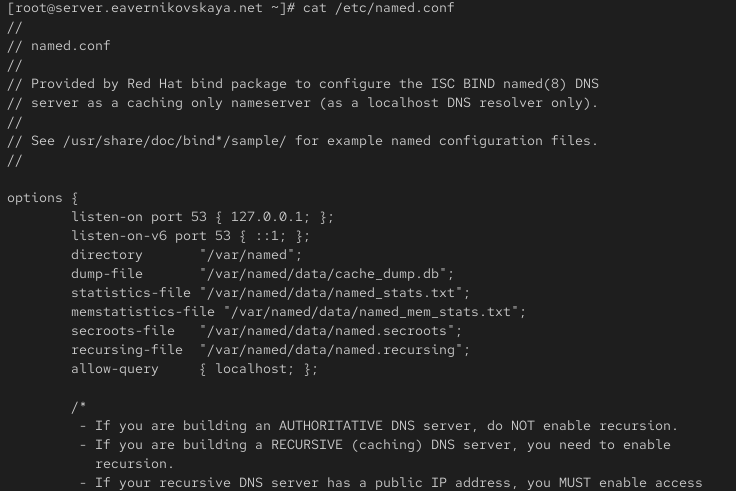 [root@server.eavernikovskaya.net ~]# cat /etc/named.conf
//
// named.conf
//
// Provided by Red Hat bind package to configure the ISC BIND named(8) DNS
// server as a caching only nameserver (as a localhost DNS resolver only).
//
// See /usr/share/doc/bind*/sample/ for example named configuration files.
//

options {
        listen-on port 53 { 127.0.0.1; };
        listen-on-v6 port 53 { ::1; };
        directory       "/var/named";
        dump-file       "/var/named/data/cache_dump.db";
        statistics-file "/var/named/data/named_stats.txt";
        memstatistics-file "/var/named/data/named_mem_stats.txt";
        secroots-file   "/var/named/data/named.secroots";
        recursing-file  "/var/named/data/named.recursing";
        allow-query     { localhost; };

        /*
         - If you are building an AUTHORITATIVE DNS server, do NOT enable recursion.
         - If you are building a RECURSIVE (caching) DNS server, you need to enable
           recursion.
         - If your recursive DNS server has a public IP address, you MUST enable access